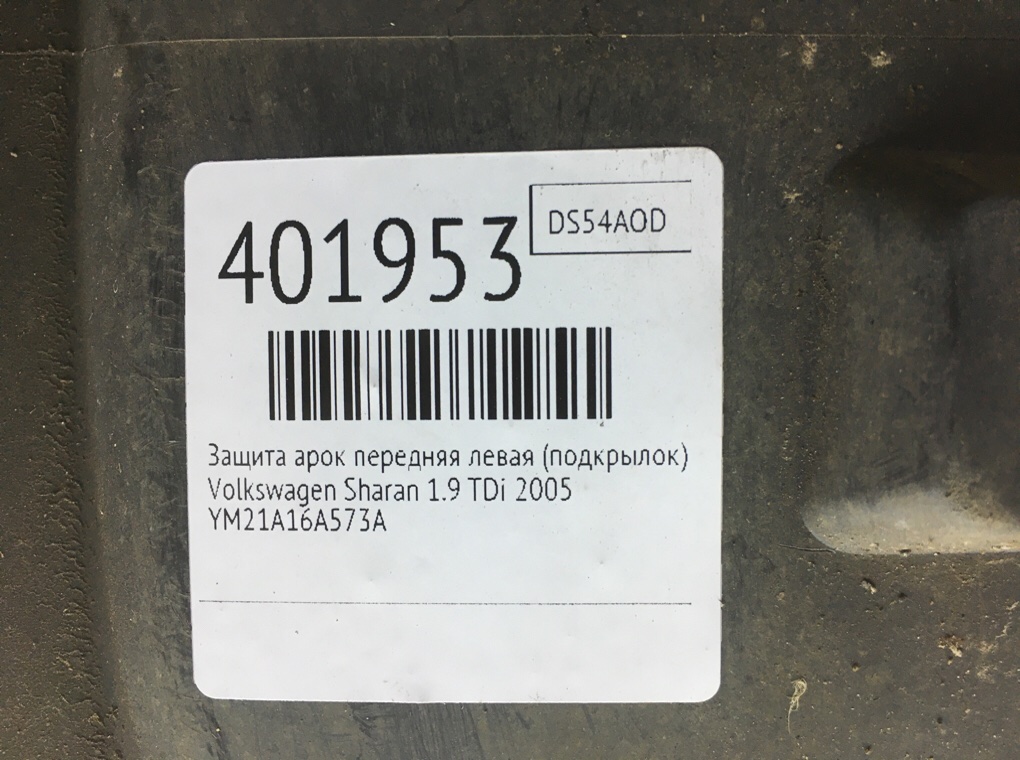 401953
DS54AOD
Защита арок передняя левая (подкрылок)
Volkswagen Sharan 1.9 TDi 2005
YM21A16A573A